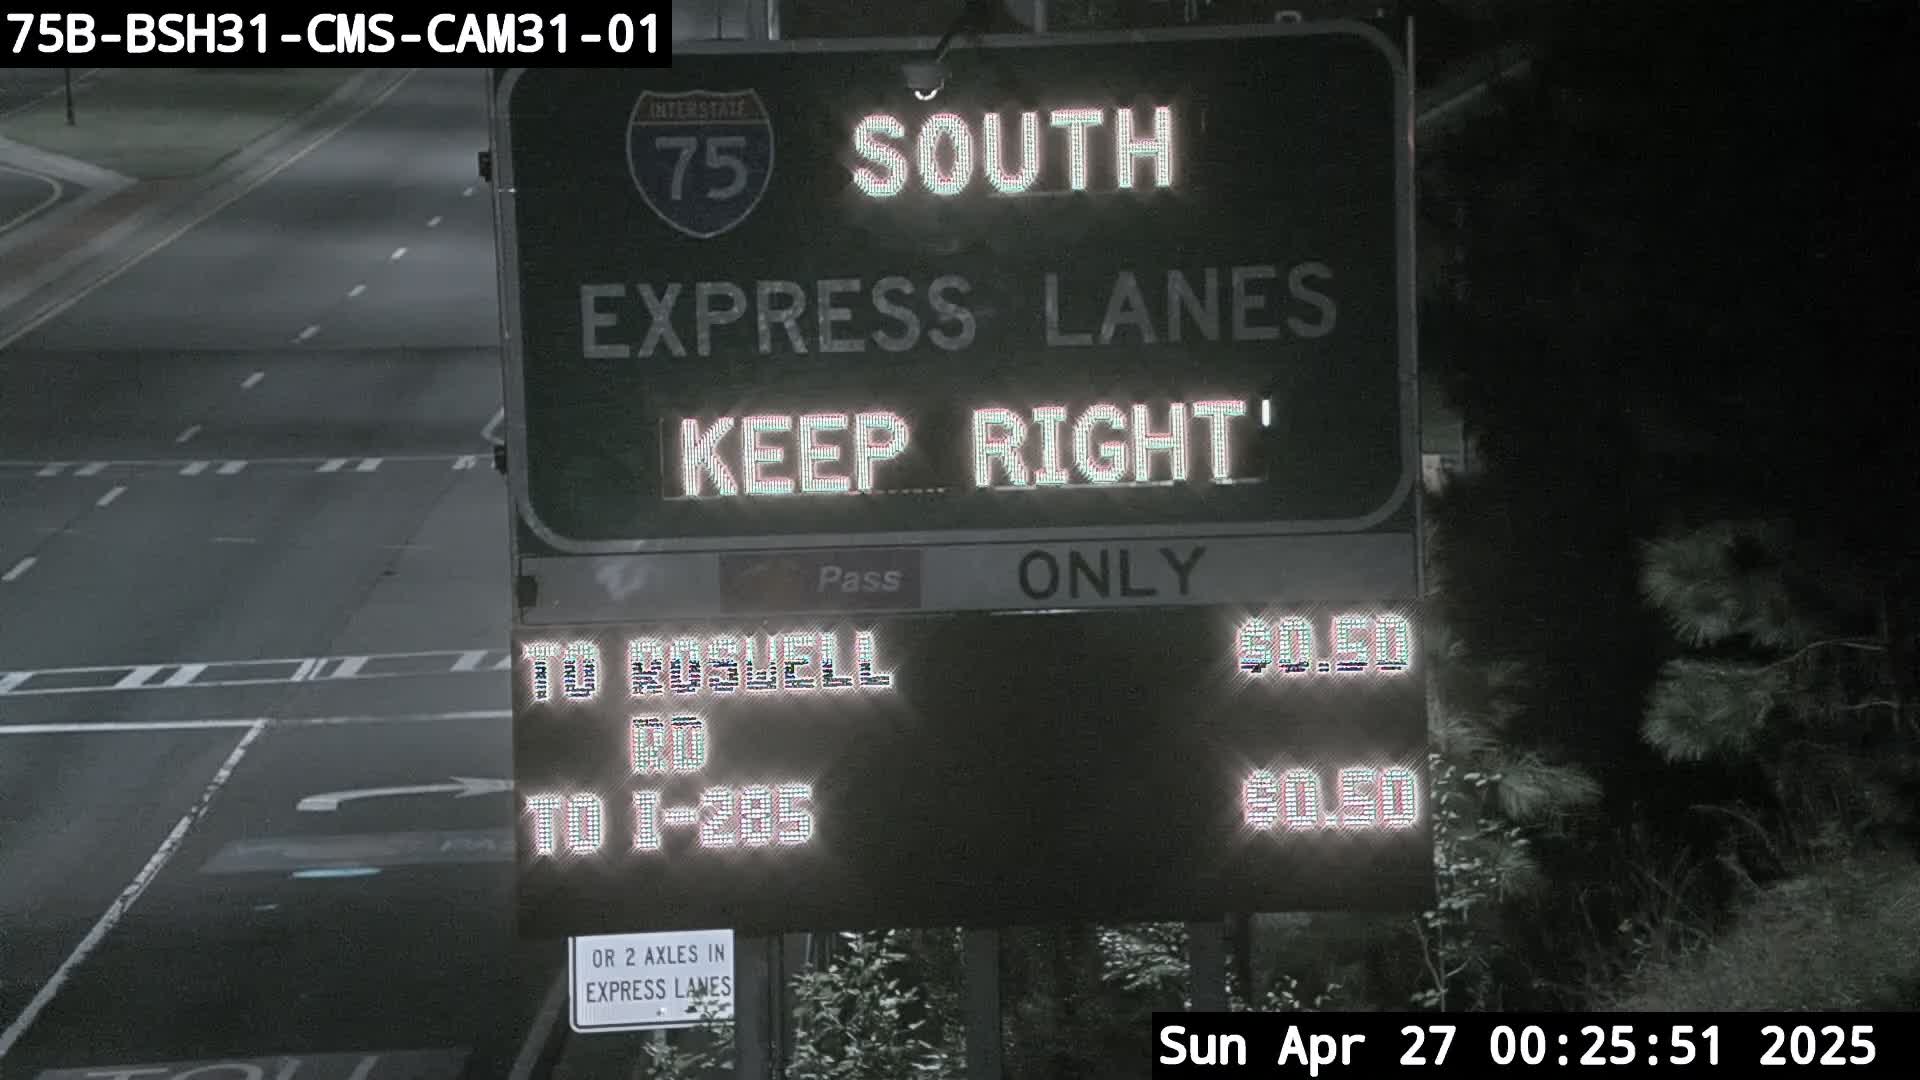 75B-BSH31-CMS-CAM31-01
INTERSTATE
75
SOUTH
EXPRESS LANES
KEEP RIGHT'
Pass ONLY
TO ROSWELL $0.50
RD
TO I-285 $0.50
OR 2 AXLES IN
EXPRESS LANES
TOLL
Sun Apr 27 00:25:51 2025